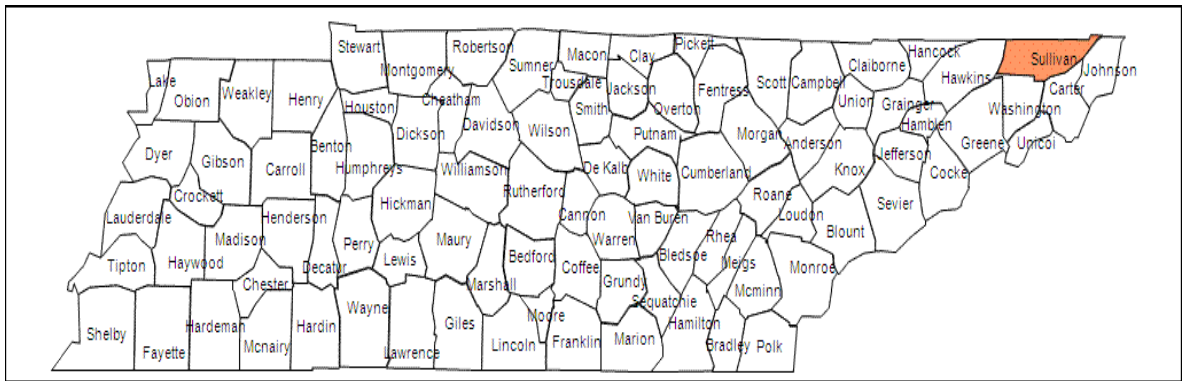 Stewart
Robertson
Montgomery
Sumner
Macon
Clay
Pickett
Trousdale
Jackson
Scott
Campbell
Claiborne
Hancock
Hawkins
Sullivan
Johnson
Carter
Washington
Unicoi
Lake
Obion
Weakley
Henry
Houston
Cheatham
Dickson
Davidson
Wilson
Smith
Overton
Fentress
Putnam
Morgan
Anderson
Union
Grainger
Hamblen
Greene
Dyer
Gibson
Carroll
Benton
Humphreys
Williamson
Rutherford
De Kalb
White
Cumberland
Knox
Jefferson
Cocke
Crockett
Lauderdale
Henderson
Hickman
Cannon
Van Buren
Roane
Loudon
Sevier
Madison
Perry
Maury
Warren
Rhea
Blount
Tipton
Haywood
Decatur
Lewis
Bedford
Coffee
Bledsoe
Meigs
Monroe
Chester
Marshall
Grundy
Sequatchie
Mcminn
Shelby
Fayette
Hardeman
Mcnairy
Hardin
Wayne
Lawrence
Giles
Moore
Lincoln
Franklin
Marion
Hamilton
Bradley
Polk